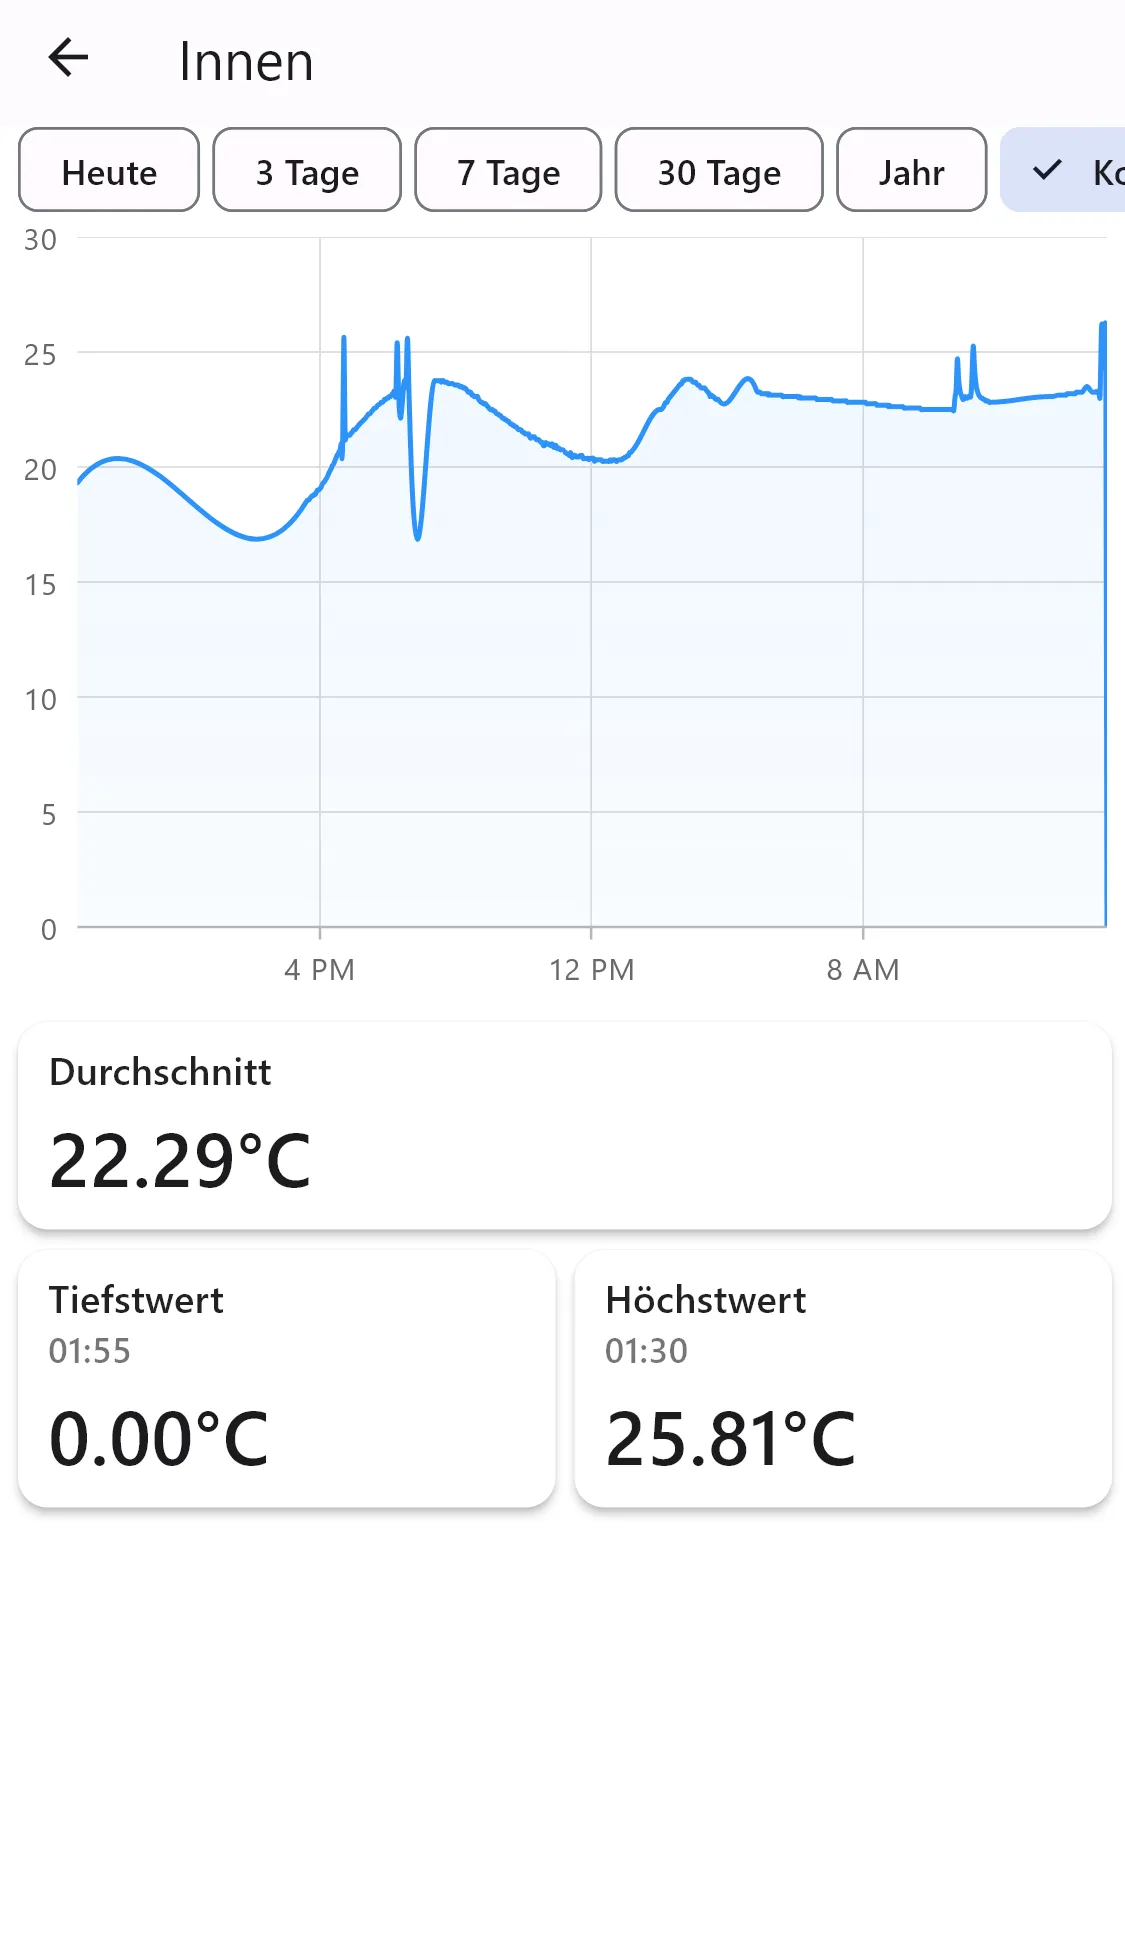 Innen
Heute 3 Tage 7 Tage 30 Tage Jahr
30
25
20
15
10
5
0
4 PM 12 PM 8 AM
Durchschnitt
22.29°C
Tiefstwert
01:55
0.00°C
Höchstwert
01:30
25.81°C